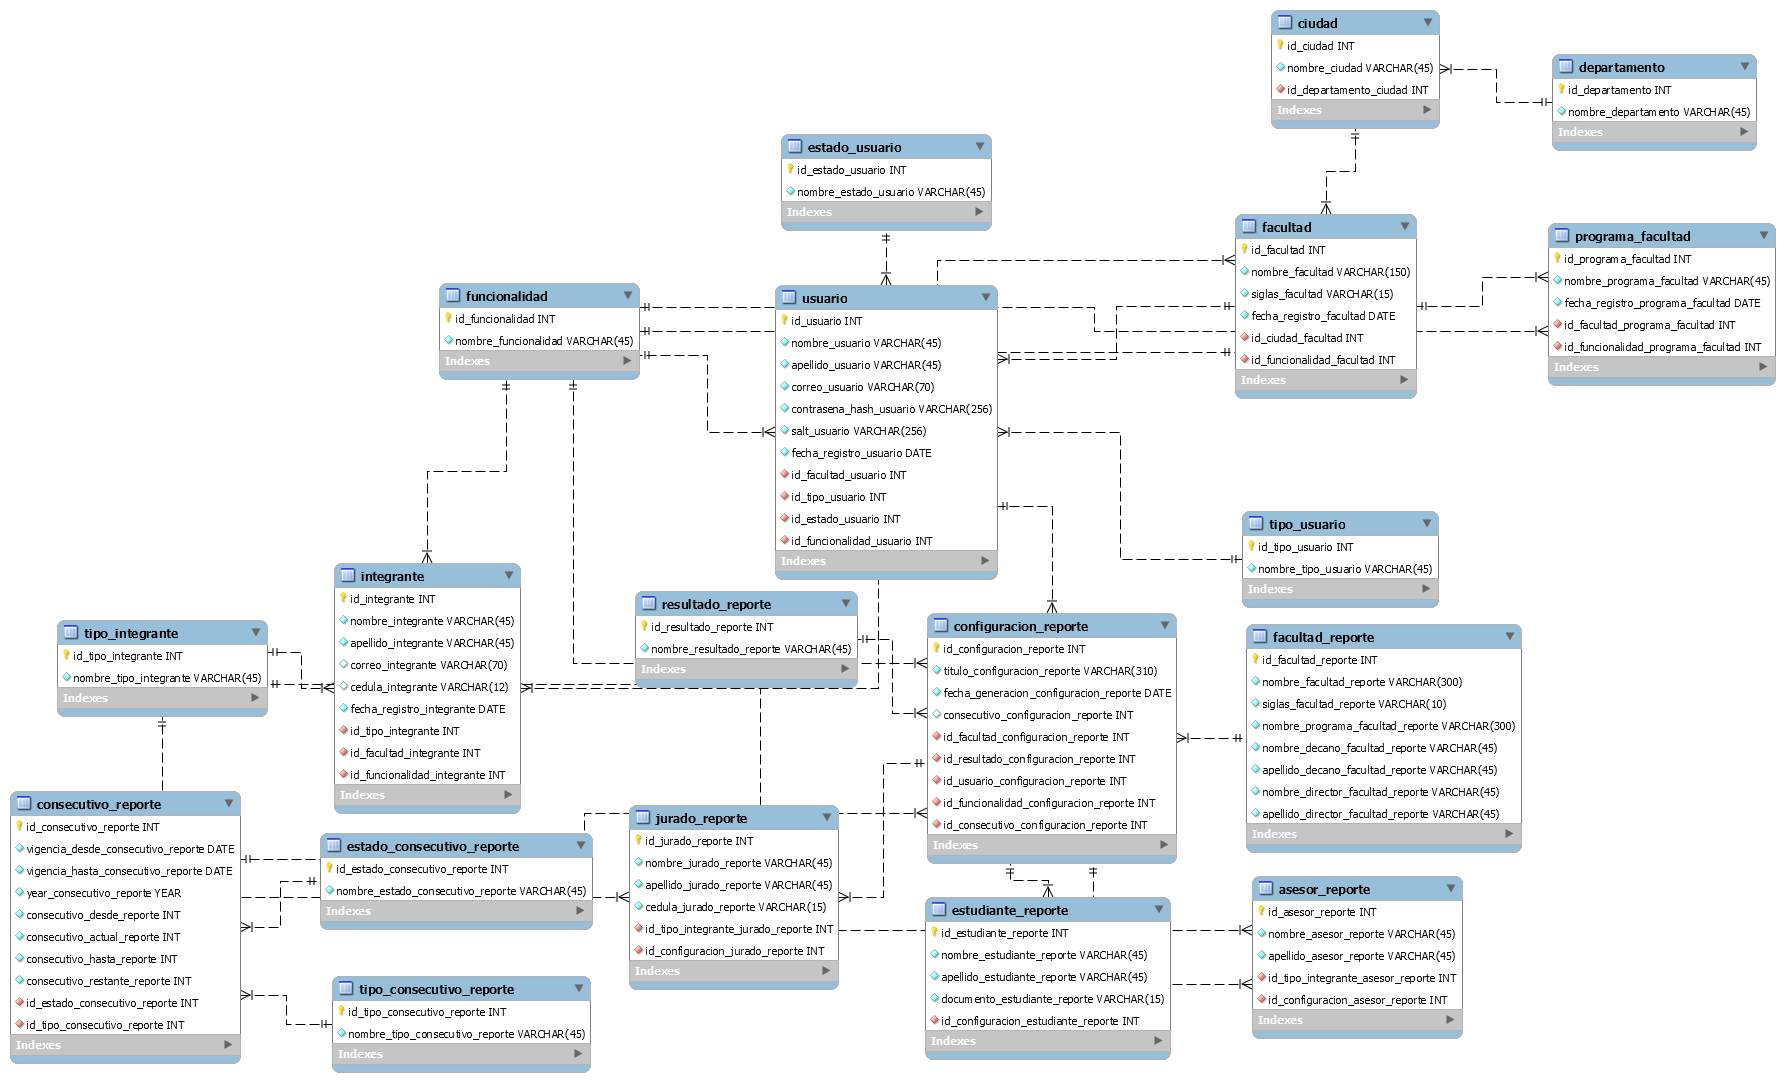 ciudad
id_ciudad INT
nombre_ciudad VARCHAR(45)
id_departamento_ciudad INT
Indexes
departamento
id_departamento INT
nombre_departamento VARCHAR(45)
Indexes
estado_usuario
id_estado_usuario INT
nombre_estado_usuario VARCHAR(45)
Indexes
facultad
id_facultad INT
nombre_facultad VARCHAR(150)
siglas_facultad VARCHAR(15)
fecha_registro_facultad DATE
id_ciudad_facultad INT
id_funcionalidad_facultad INT
Indexes
programa_facultad
id_programa_facultad INT
nombre_programa_facultad VARCHAR(45)
fecha_registro_programa_facultad DATE
id_facultad_programa_facultad INT
id_funcionalidad_programa_facultad INT
Indexes
funcionalidad
id_funcionalidad INT
nombre_funcionalidad VARCHAR(45)
Indexes
usuario
id_usuario INT
nombre_usuario VARCHAR(45)
apellido_usuario VARCHAR(45)
correo_usuario VARCHAR(70)
contrasena_hash_usuario VARCHAR(256)
salt_usuario VARCHAR(256)
fecha_registro_usuario DATE
id_facultad_usuario INT
id_tipo_usuario INT
id_estado_usuario INT
id_funcionalidad_usuario INT
Indexes
tipo_usuario
id_tipo_usuario INT
nombre_tipo_usuario VARCHAR(45)
Indexes
integrante
id_integrante INT
nombre_integrante VARCHAR(45)
apellido_integrante VARCHAR(45)
correo_integrante VARCHAR(70)
cedula_integrante VARCHAR(12)
fecha_registro_integrante DATE
id_tipo_integrante INT
id_facultad_integrante INT
id_funcionalidad_integrante INT
Indexes
tipo_integrante
id_tipo_integrante INT
nombre_tipo_integrante VARCHAR(45)
Indexes
resultado_reporte
id_resultado_reporte INT
nombre_resultado_reporte VARCHAR(45)
Indexes
configuracion_reporte
id_configuracion_reporte INT
titulo_configuracion_reporte VARCHAR(310)
fecha_generacion_configuracion_reporte DATE
consecutivo_configuracion_reporte INT
id_facultad_configuracion_reporte INT
id_resultado_configuracion_reporte INT
id_usuario_configuracion_reporte INT
id_funcionalidad_configuracion_reporte INT
id_consecutivo_configuracion_reporte INT
Indexes
facultad_reporte
id_facultad_reporte INT
nombre_facultad_reporte VARCHAR(300)
siglas_facultad_reporte VARCHAR(10)
nombre_programa_facultad_reporte VARCHAR(300)
nombre_decano_facultad_reporte VARCHAR(45)
apellido_decano_facultad_reporte VARCHAR(45)
nombre_director_facultad_reporte VARCHAR(45)
apellido_director_facultad_reporte VARCHAR(45)
Indexes
consecutivo_reporte
id_consecutivo_reporte INT
vigencia_desde_consecutivo_reporte DATE
vigencia_hasta_consecutivo_reporte DATE
year_consecutivo_reporte YEAR
consecutivo_desde_reporte INT
consecutivo_actual_reporte INT
consecutivo_hasta_reporte INT
consecutivo_restante_reporte INT
id_estado_consecutivo_reporte INT
id_tipo_consecutivo_reporte INT
Indexes
estado_consecutivo_reporte
id_estado_consecutivo_reporte INT
nombre_estado_consecutivo_reporte VARCHAR(45)
Indexes
jurado_reporte
id_jurado_reporte INT
nombre_jurado_reporte VARCHAR(45)
apellido_jurado_reporte VARCHAR(45)
cedula_jurado_reporte VARCHAR(15)
id_tipo_integrante_jurado_reporte INT
id_configuracion_jurado_reporte INT
Indexes
tipo_consecutivo_reporte
id_tipo_consecutivo_reporte INT
nombre_tipo_consecutivo_reporte VARCHAR(45)
Indexes
estudiante_reporte
id_estudiante_reporte INT
nombre_estudiante_reporte VARCHAR(45)
apellido_estudiante_reporte VARCHAR(45)
documento_estudiante_reporte VARCHAR(15)
id_configuracion_estudiante_reporte INT
Indexes
asesor_reporte
id_asesor_reporte INT
nombre_asesor_reporte VARCHAR(45)
apellido_asesor_reporte VARCHAR(45)
id_tipo_integrante_asesor_reporte INT
id_configuracion_asesor_reporte INT
Indexes